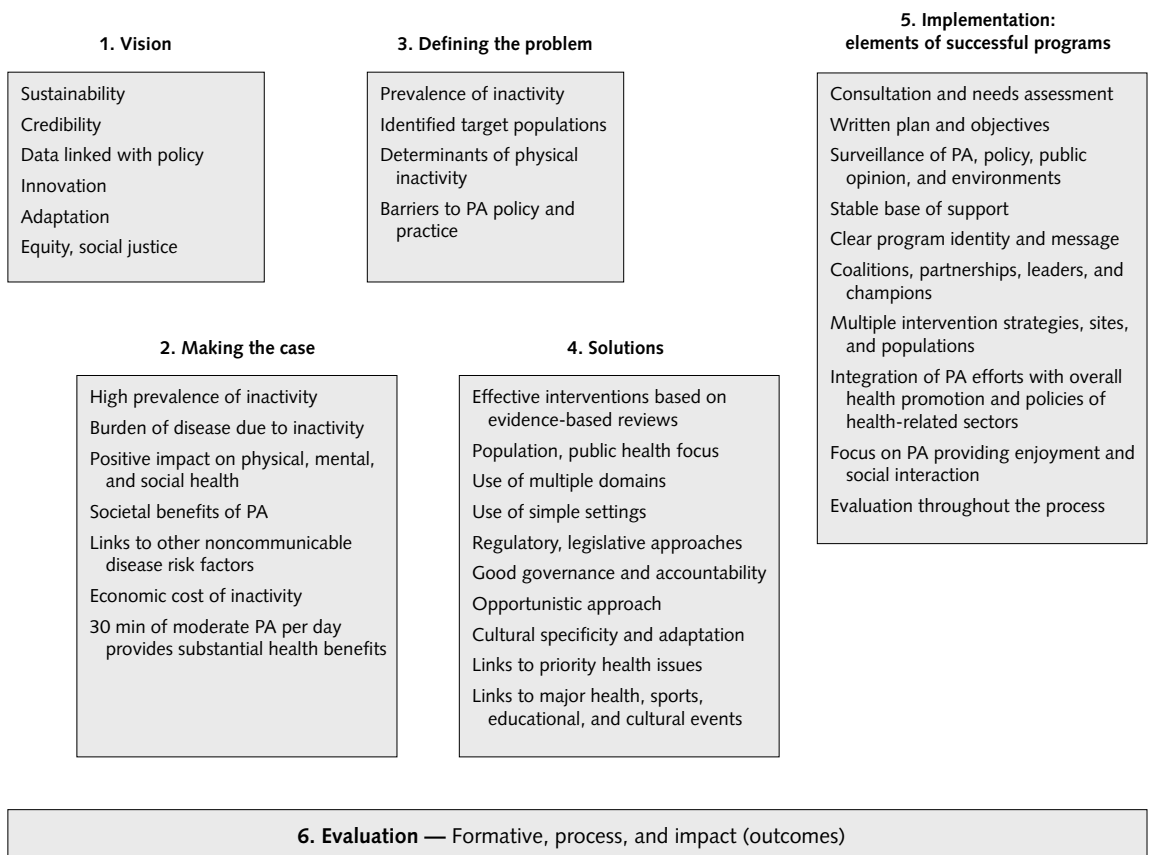 1. Vision
Sustainability
Credibility
Data linked with policy
Innovation
Adaptation
Equity, social justice
2. Making the case
High prevalence of inactivity
Burden of disease due to inactivity
Positive impact on physical, mental,
and social health
Societal benefits of PA
Links to other noncommunicable
disease risk factors
Economic cost of inactivity
30 min of moderate PA per day
provides substantial health benefits
3. Defining the problem
Prevalence of inactivity
Identified target populations
Determinants of physical
inactivity
Barriers to PA policy and
practice
4. Solutions
Effective interventions based on
evidence-based reviews
Population, public health focus
Use of multiple domains
Use of simple settings
Regulatory, legislative approaches
Good governance and accountability
Opportunistic approach
Cultural specificity and adaptation
Links to priority health issues
Links to major health, sports,
educational, and cultural events
5. Implementation:
elements of successful programs
Consultation and needs assessment
Written plan and objectives
Surveillance of PA, policy, public
opinion, and environments
Stable base of support
Clear program identity and message
Coalitions, partnerships, leaders, and
champions
Multiple intervention strategies, sites,
and populations
Integration of PA efforts with overall
health promotion and policies of
health-related sectors
Focus on PA providing enjoyment and
social interaction
Evaluation throughout the process
6. Evaluation — Formative, process, and impact (outcomes)